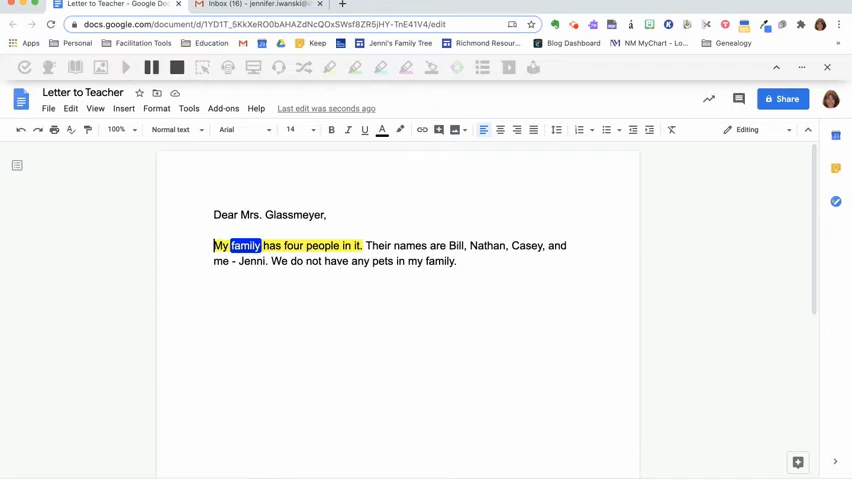 Letter to Teacher - Google Doc
Inbox (16) - jennifer.iwanski@
docs.google.com/document/d/1YD1T_5KkXeRO0bAHAZdNcQOxSWsf8ZR5jHY-TnE41V4/edit
Apps Personal Facilitation Tools Education Gmail Keep Jenni's Family Tree Richmond Resour... Blog Dashboard NM MyChart - Lo... Genealogy
Letter to Teacher
File Edit View Insert Format Tools Add-ons Help Last edit was seconds ago
Share
100% Normal text Arial 14 B I U A Editing
Dear Mrs. Glassmeyer,
My family has four people in it. Their names are Bill, Nathan, Casey, and
me - Jenni. We do not have any pets in my family.